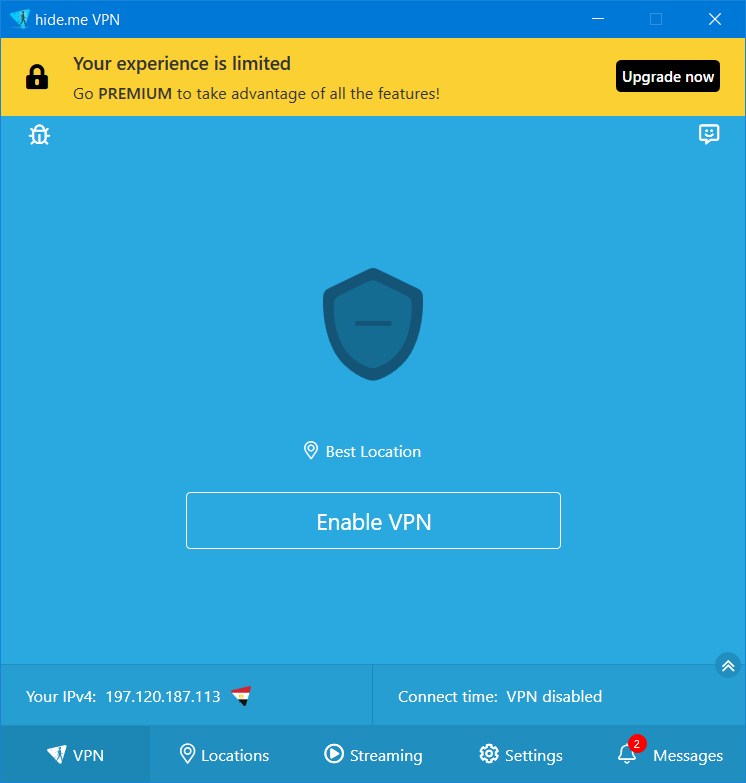 hide.me VPN
Your experience is limited
Go PREMIUM to take advantage of all the features!
Upgrade now
Best Location
Enable VPN
Your IPv4: 197.120.187.113
Connect time: VPN disabled
VPN
Locations
Streaming
Settings
2
Messages